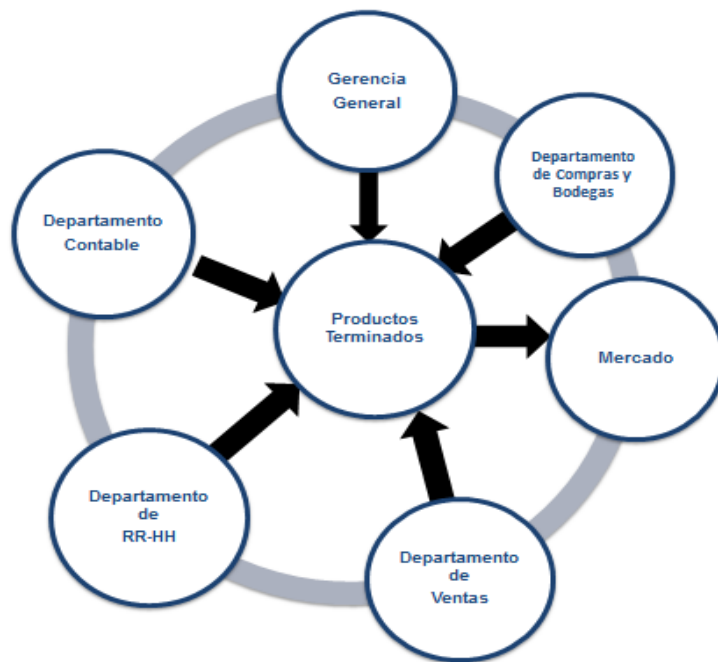 Gerencia
General
Departamento
de Compras y
Bodegas
Departamento
Contable
Productos
Terminados
Mercado
Departamento
de
RR-HH
Departamento
de
Ventas